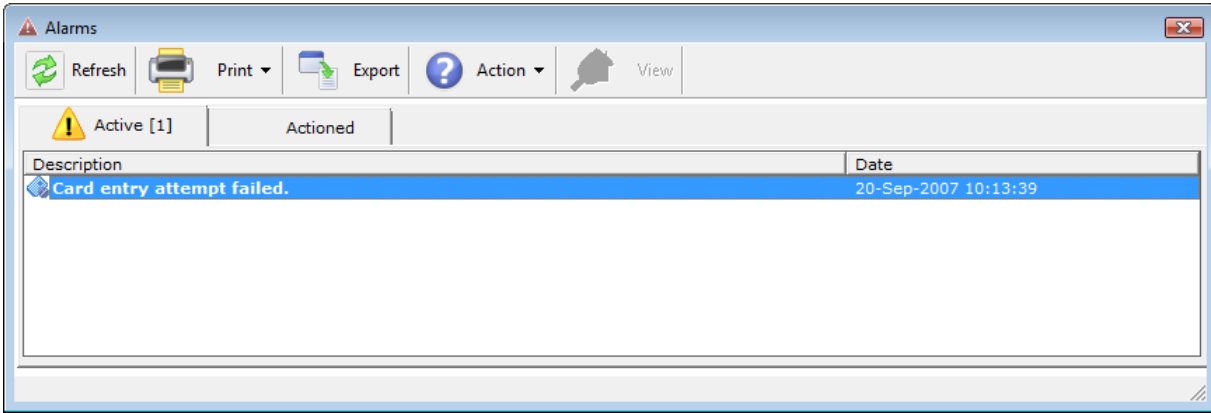 Alarms
Refresh Print Export Action View
Active [1] Actioned
Description Date
Card entry attempt failed. 20-Sep-2007 10:13:39